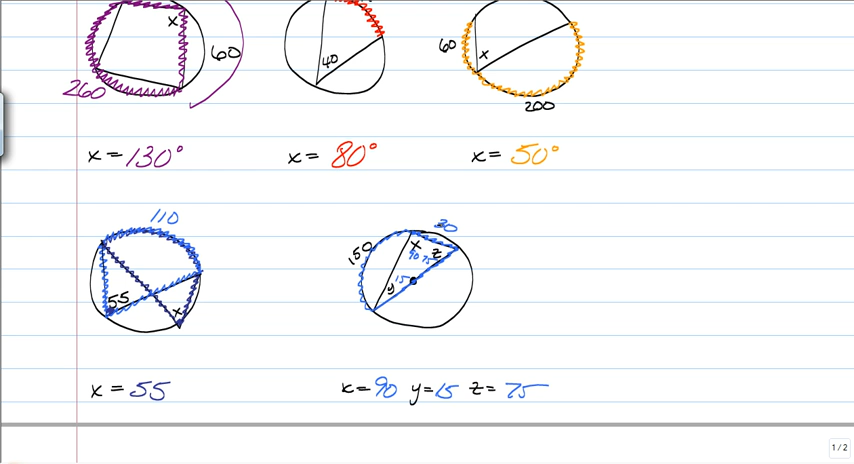 x 60 40 60 x
260 200
x = 130° x = 80° x = 50°
110 30
150 x z
90 75
55 y 15
x
x = 55 x = 90 y = 15 z = 75
1 / 2